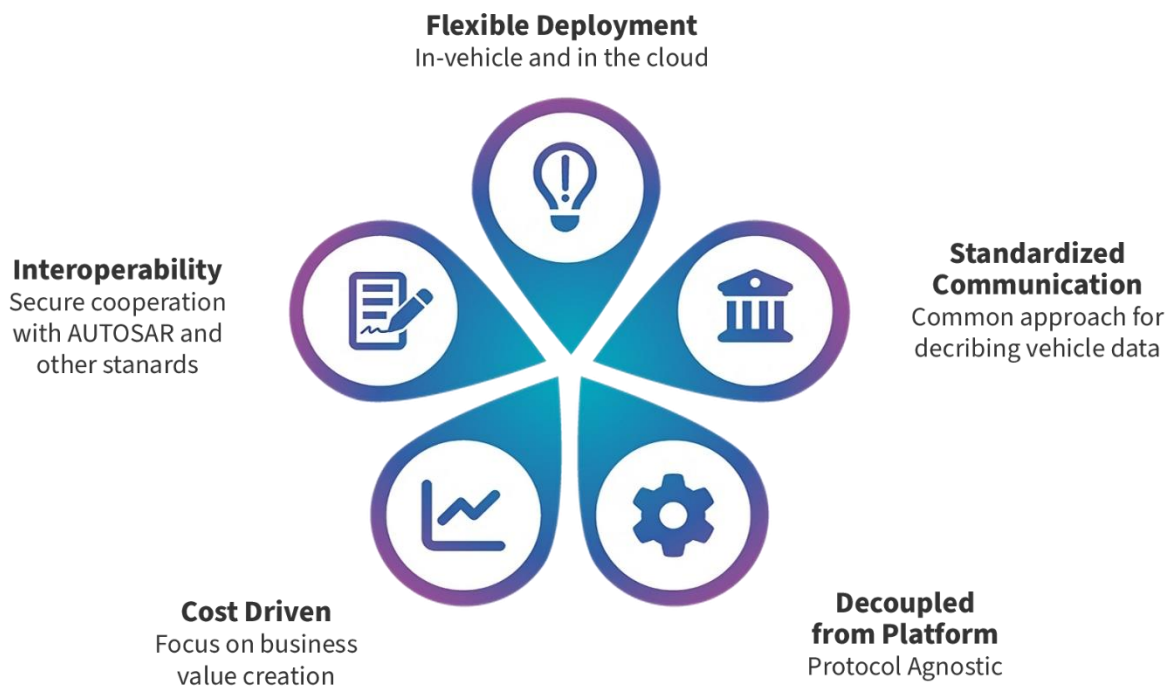 Flexible Deployment
In-vehicle and in the cloud
Interoperability
Secure cooperation
with AUTOSAR and
other stanards
Standardized
Communication
Common approach for
decribing vehicle data
Cost Driven
Focus on business
value creation
Decoupled
from Platform
Protocol Agnostic